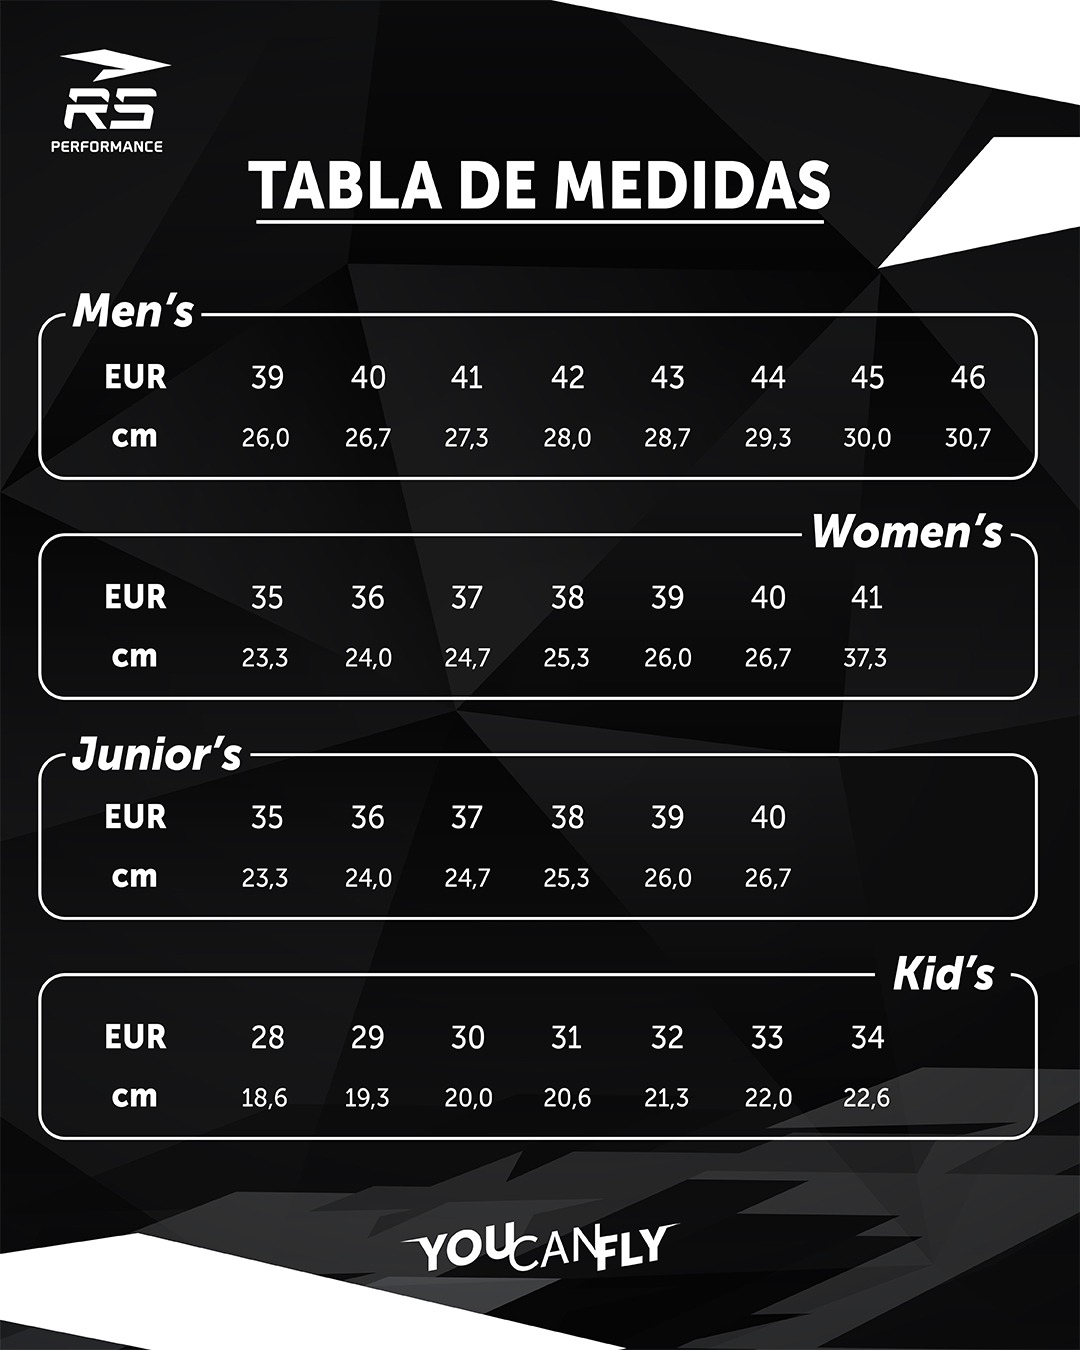 RS
PERFORMANCE
TABLA DE MEDIDAS
Men's
EUR 39 40 41 42 43 44 45 46
cm 26,0 26,7 27,3 28,0 28,7 29,3 30,0 30,7
Women's
EUR 35 36 37 38 39 40 41
cm 23,3 24,0 24,7 25,3 26,0 26,7 37,3
Junior's
EUR 35 36 37 38 39 40
cm 23,3 24,0 24,7 25,3 26,0 26,7
Kid's
EUR 28 29 30 31 32 33 34
cm 18,6 19,3 20,0 20,6 21,3 22,0 22,6
YOUCANFLY